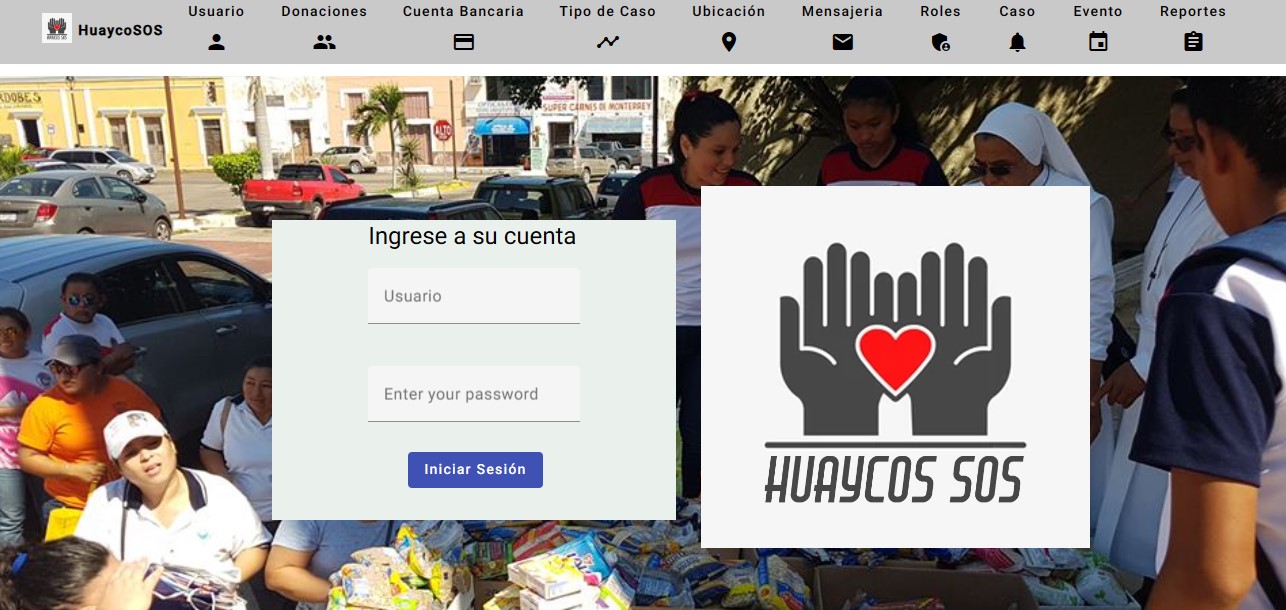 HuaycoSOS
Usuario
Donaciones
Cuenta Bancaria
Tipo de Caso
Ubicación
Mensajeria
Roles
Caso
Evento
Reportes
SUPER CARNES DE MONTERREY
ALTO
Ingrese a su cuenta
Usuario
Enter your password
Iniciar Sesión
HUAYCOS SOS